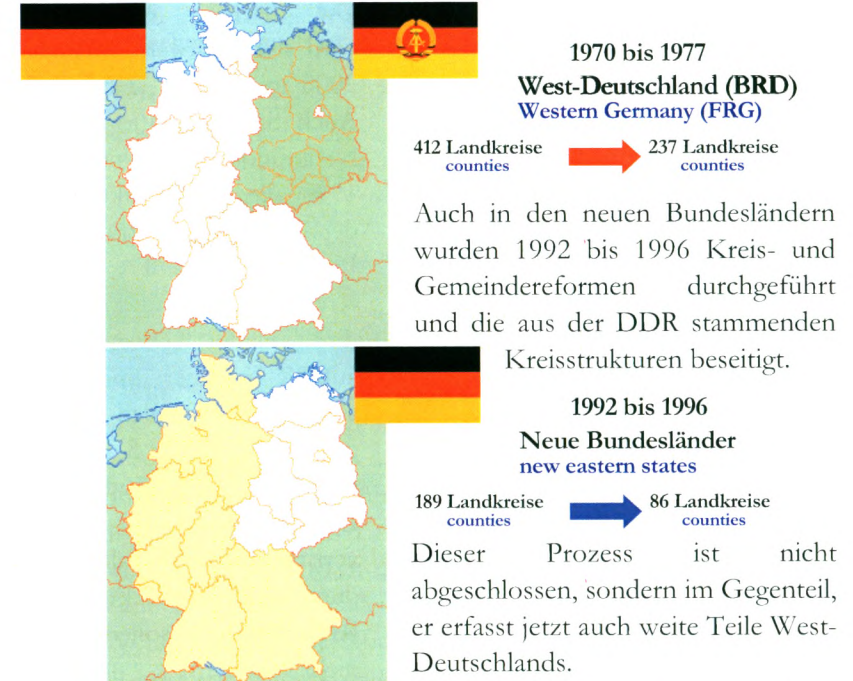 1970 bis 1977
West-Deutschland (BRD)
Western Germany (FRG)
412 Landkreise 237 Landkreise
counties counties
Auch in den neuen Bundesländern
wurden 1992 bis 1996 Kreis- und
Gemeindereformen durchgeführt
und die aus der DDR stammenden
Kreisstrukturen beseitigt.
1992 bis 1996
Neue Bundesländer
new eastern states
189 Landkreise 86 Landkreise
counties counties
Dieser Prozess ist nicht
abgeschlossen, sondern im Gegenteil,
er erfasst jetzt auch weite Teile West-
Deutschlands.